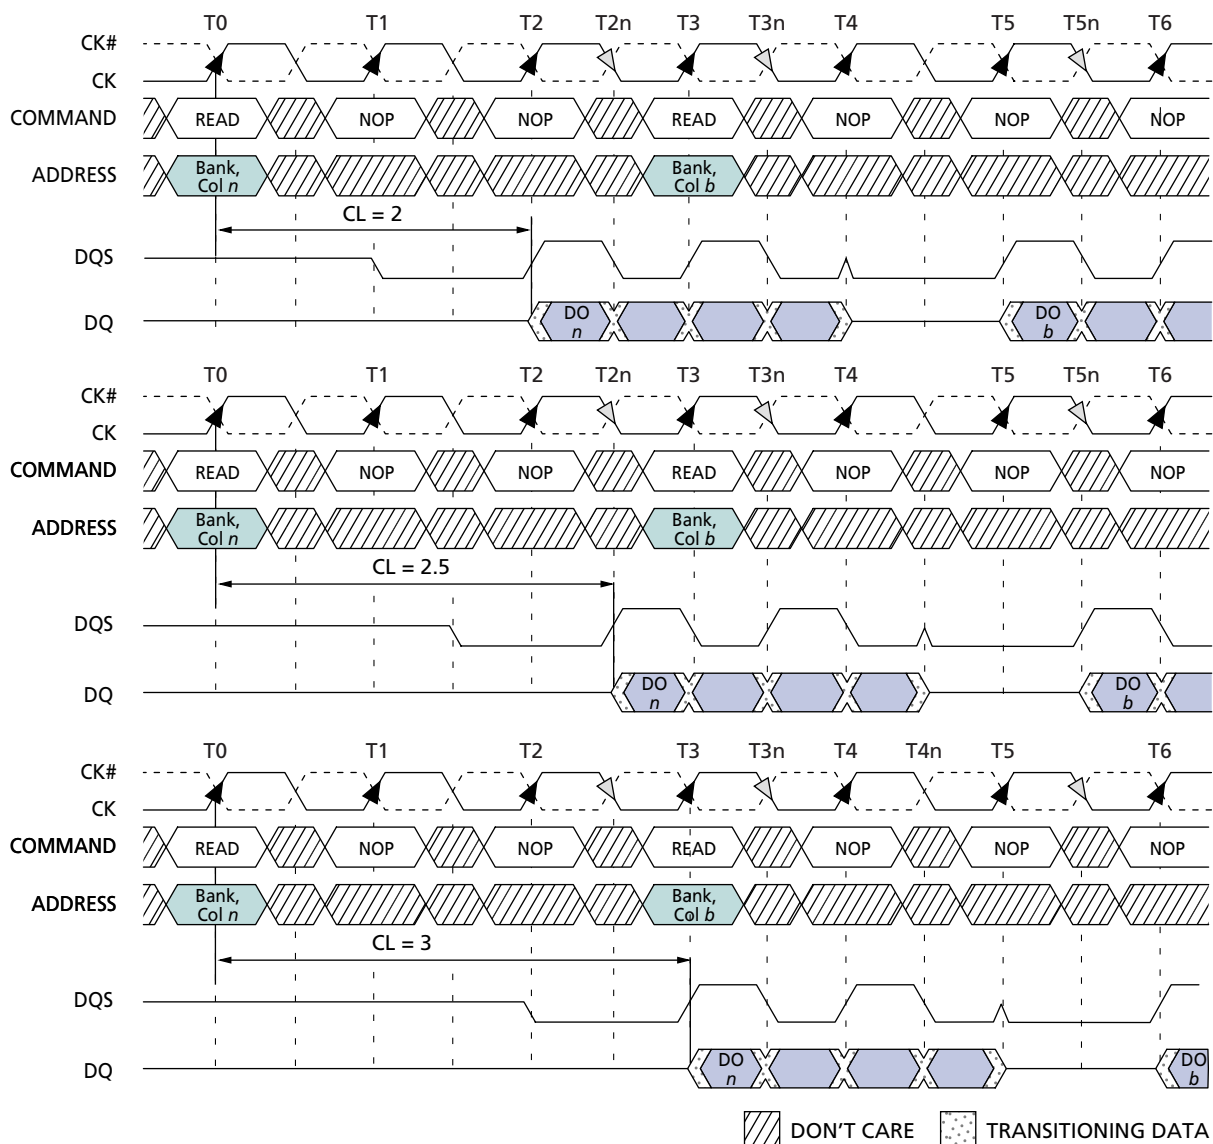 T0 T1 T2 T2n T3 T3n T4 T5 T5n T6
CK#
CK
COMMAND READ NOP NOP READ NOP NOP NOP
ADDRESS Bank, Col n Bank, Col b
CL = 2
DQS
DQ DO n DO b
T0 T1 T2 T2n T3 T3n T4 T5 T5n T6
CK#
CK
COMMAND READ NOP NOP READ NOP NOP NOP
ADDRESS Bank, Col n Bank, Col b
CL = 2.5
DQS
DQ DO n DO b
T0 T1 T2 T3 T3n T4 T4n T5 T6
CK#
CK
COMMAND READ NOP NOP READ NOP NOP NOP
ADDRESS Bank, Col n Bank, Col b
CL = 3
DQS
DQ DO n DO b
DON'T CARE TRANSITIONING DATA